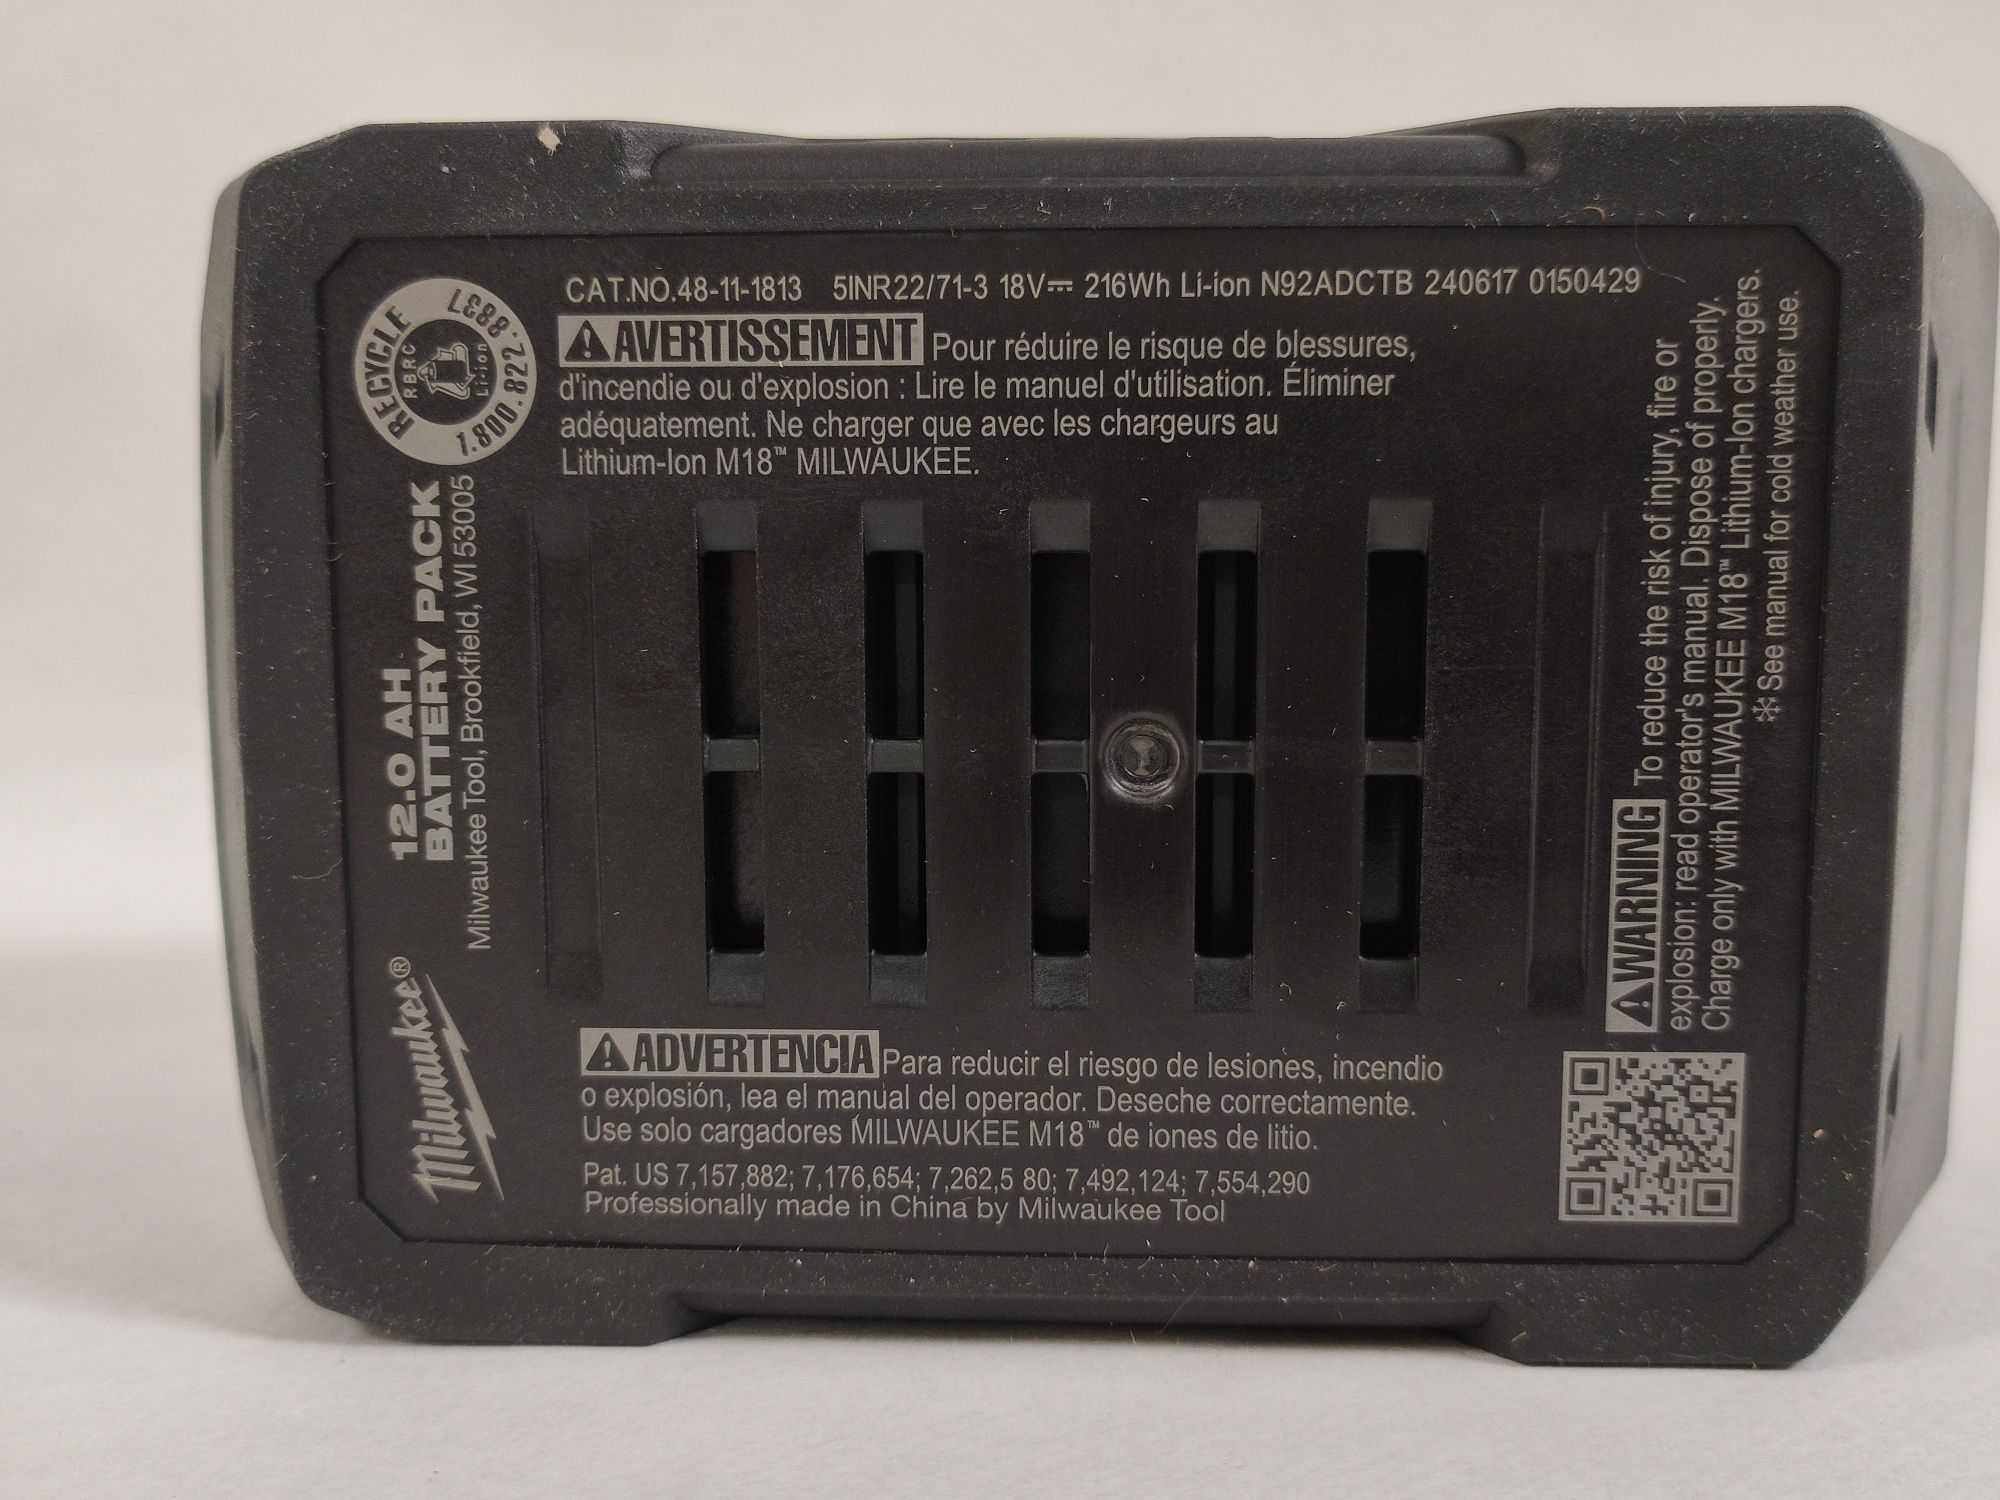 CAT.NO.48-11-1813 5INR22/71-3 18V⎓ 216Wh Li-ion N92ADCTB 240617 0150429
⚠AVERTISSEMENT Pour réduire le risque de blessures,
d'incendie ou d'explosion : Lire le manuel d'utilisation. Éliminer
adéquatement. Ne charger que avec les chargeurs au
Lithium-Ion M18™ MILWAUKEE.
RECYCLE
1.800.822.8837
RBRC
Li-ion
12.0 AH
BATTERY PACK
Milwaukee Tool, Brookfield, WI 53005
Milwaukee®
⚠WARNING To reduce the risk of injury, fire or
explosion: read operator's manual. Dispose of properly.
Charge only with MILWAUKEE M18™ Lithium-Ion chargers.
❄See manual for cold weather use.
⚠ADVERTENCIA Para reducir el riesgo de lesiones, incendio
o explosión, lea el manual del operador. Deseche correctamente.
Use solo cargadores MILWAUKEE M18™ de iones de litio.
Pat. US 7,157,882; 7,176,654; 7,262,5 80; 7,492,124; 7,554,290
Professionally made in China by Milwaukee Tool